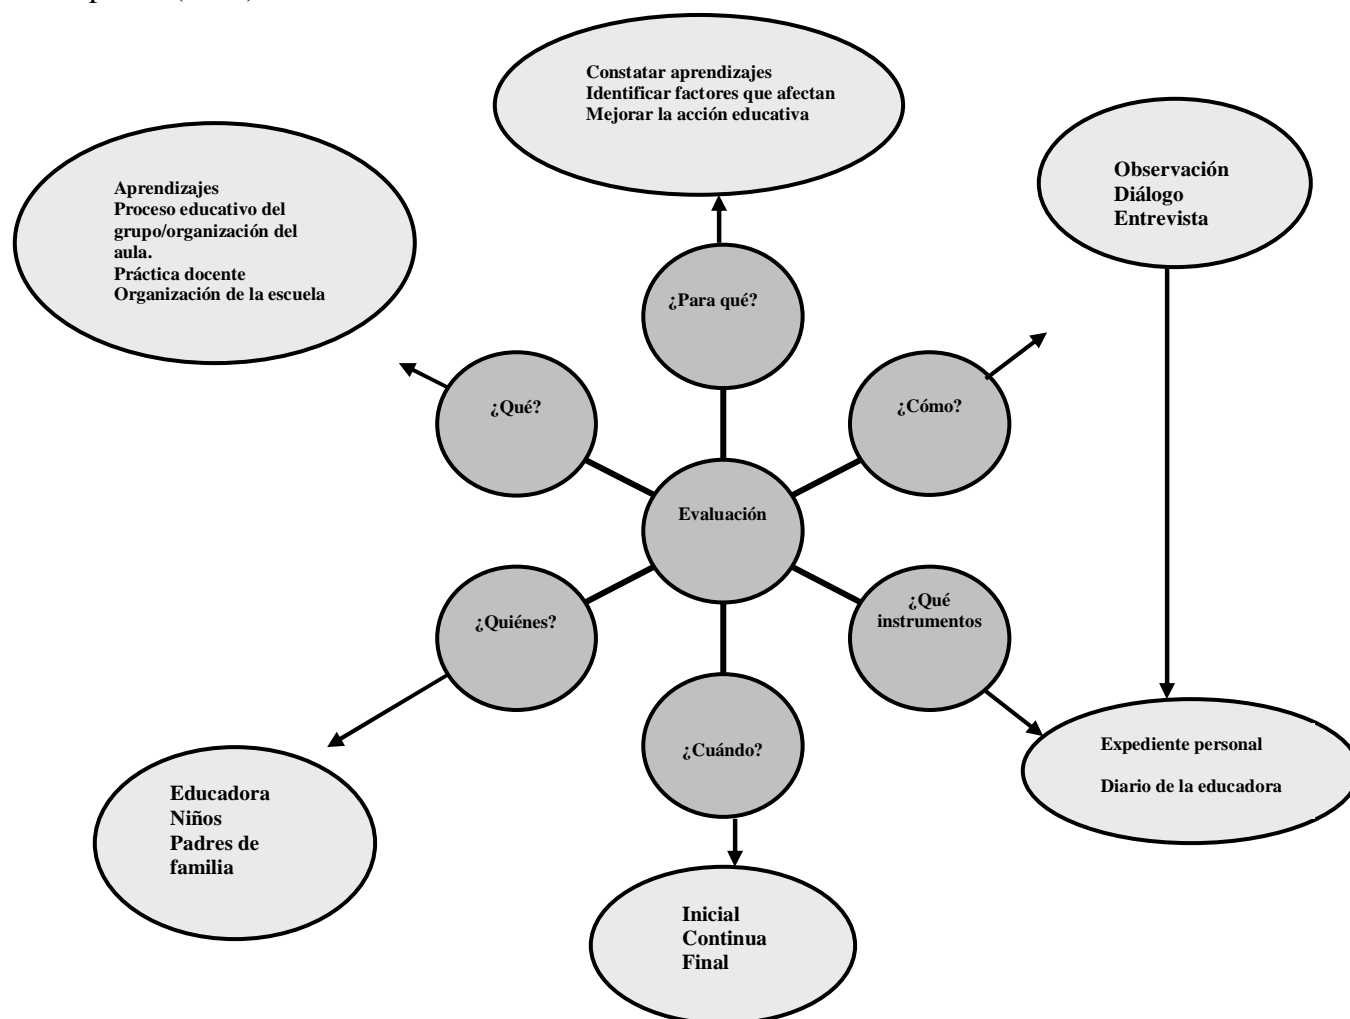 Constatar aprendizajes
Identificar factores que afectan
Mejorar la acción educativa
Observación
Diálogo
Entrevista
Aprendizajes
Proceso educativo del
grupo/organización del
aula.
Práctica docente
Organización de la escuela
¿Para qué?
¿Qué?
¿Cómo?
Evaluación
¿Quiénes?
¿Qué
instrumentos
¿Cuándo?
Expediente personal
Diario de la educadora
Educadora
Niños
Padres de
familia
Inicial
Continua
Final